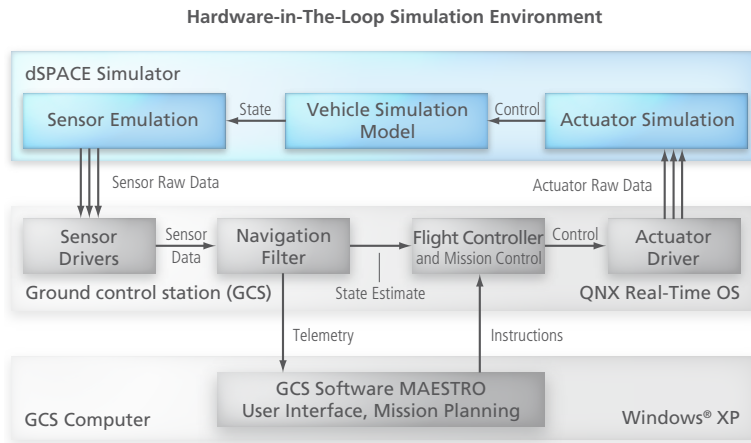 Hardware-in-The-Loop Simulation Environment
dSPACE Simulator
Sensor Emulation
State
Vehicle Simulation
Model
Control
Actuator Simulation
Sensor Raw Data
Actuator Raw Data
Sensor
Drivers
Sensor
Data
Navigation
Filter
State Estimate
Flight Controller
and Mission Control
Control
Actuator
Driver
Ground control station (GCS)
QNX Real-Time OS
Telemetry
Instructions
GCS Software MAESTRO
User Interface, Mission Planning
GCS Computer
Windows® XP